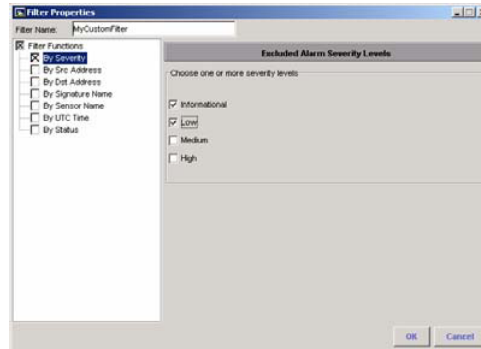 Filter Properties
Filter Name: MyCustomFilter
Filter Functions
By Severity
By Src Address
By Dst Address
By Signature Name
By Sensor Name
By UTC Time
By Status
Excluded Alarm Severity Levels
Choose one or more severity levels
Informational
Low
Medium
High
OK Cancel